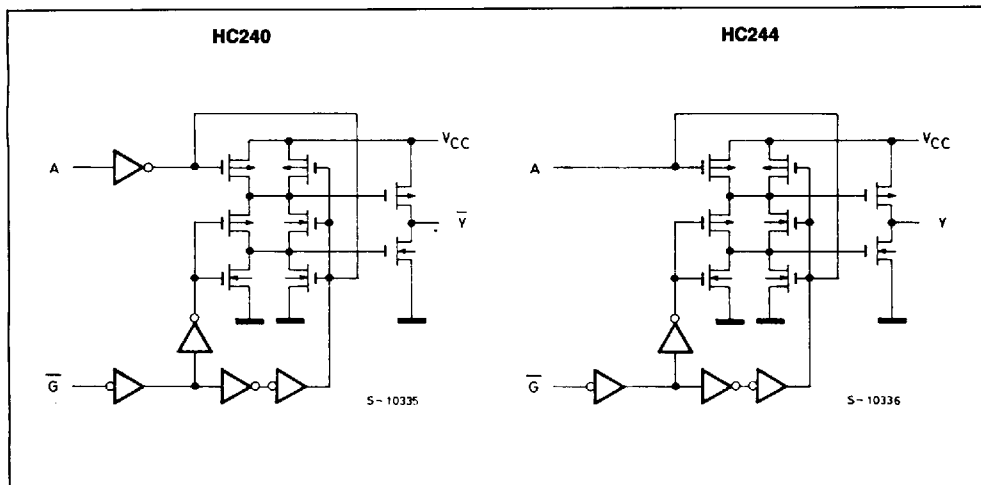 HC240
HC244
VCC
A
Y̅
G̅
S-10335
VCC
A
Y
G̅
S-10336